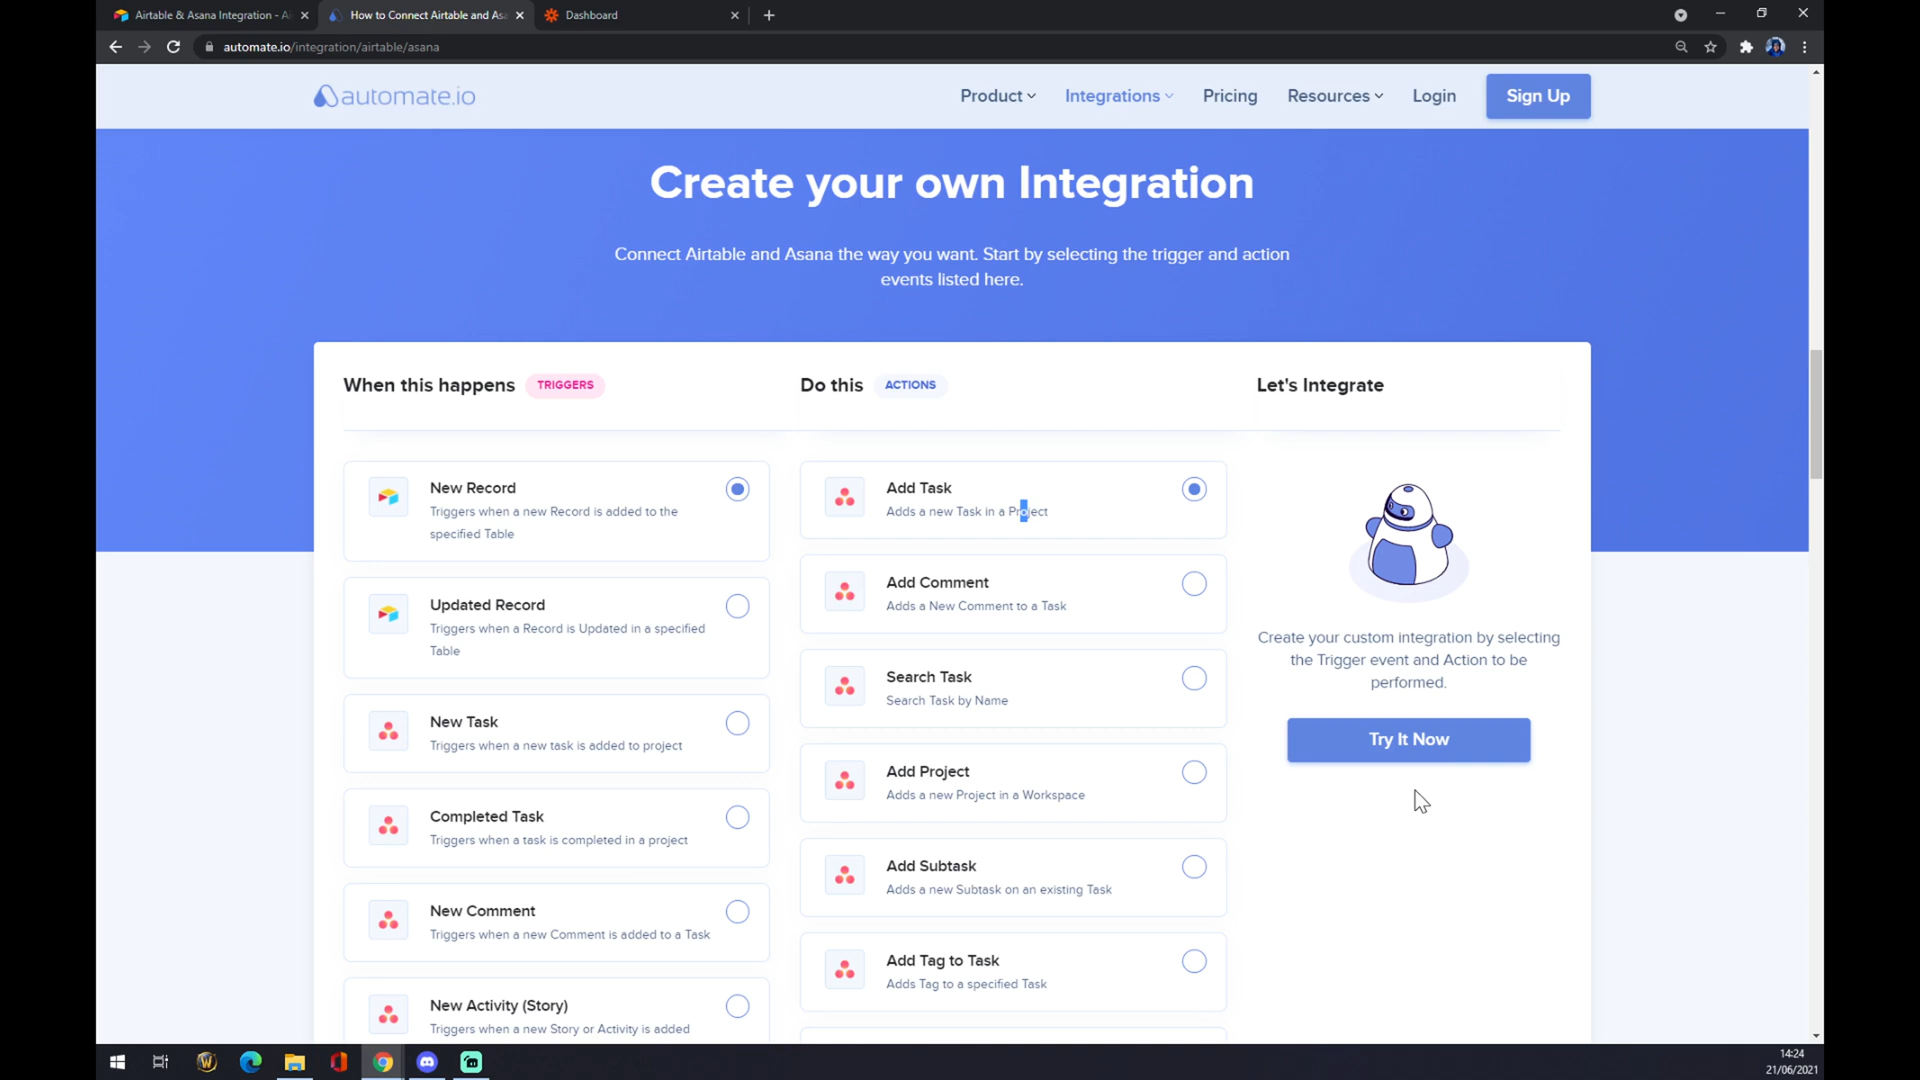 Airtable & Asana Integration - Ai
How to Connect Airtable and Asa
Dashboard
automate.io/integration/airtable/asana
automate.io
Product
Integrations
Pricing
Resources
Login
Sign Up
Create your own Integration
Connect Airtable and Asana the way you want. Start by selecting the trigger and action
events listed here.
When this happens
TRIGGERS
Do this
ACTIONS
Let's Integrate
New Record
Triggers when a new Record is added to the
specified Table
Updated Record
Triggers when a Record is Updated in a specified
Table
New Task
Triggers when a new task is added to project
Completed Task
Triggers when a task is completed in a project
New Comment
Triggers when a new Comment is added to a Task
New Activity (Story)
Triggers when a new Story or Activity is added
Add Task
Adds a new Task in a Project
Add Comment
Adds a New Comment to a Task
Search Task
Search Task by Name
Add Project
Adds a new Project in a Workspace
Add Subtask
Adds a new Subtask on an existing Task
Add Tag to Task
Adds Tag to a specified Task
Create your custom integration by selecting
the Trigger event and Action to be
performed.
Try It Now
14:24
21/06/2021